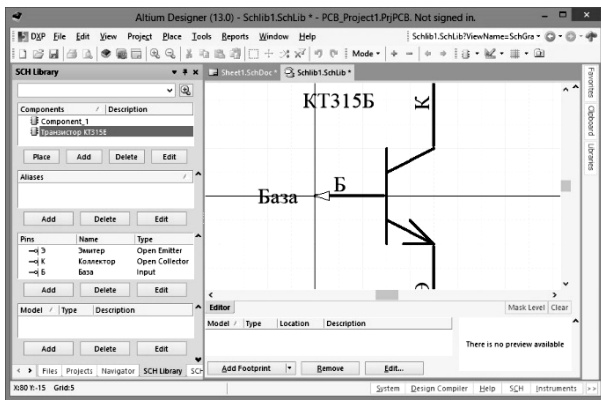 Altium Designer (13.0) - Schlib1.SchLib * - PCB_Project1.PrjPCB. Not signed in.
DXP File Edit View Project Place Tools Reports Window Help Schlib1.SchLib?ViewName=SchGra
Mode
SCH Library
Sheet1.SchDoc * Schlib1.SchLib *
Components / Description
Component_1
Транзистор КТ315Б
Place Add Delete Edit
Aliases /
Add Delete Edit
Pins Name Type
Э Эмитер Open Emitter
К Коллектор Open Collector
Б База Input
Add Delete Edit
Model / Type Description
Add Delete Edit
Files Projects Navigator SCH Library SCH
КТ315Б
К
База
Б
Э
Editor Mask Level Clear
Model / Type Location Description
There is no preview available
Add Footprint Remove Edit...
Favorites
Clipboard
Libraries
X:80 Y:-15 Grid:5 System Design Compiler Help SCH Instruments >>